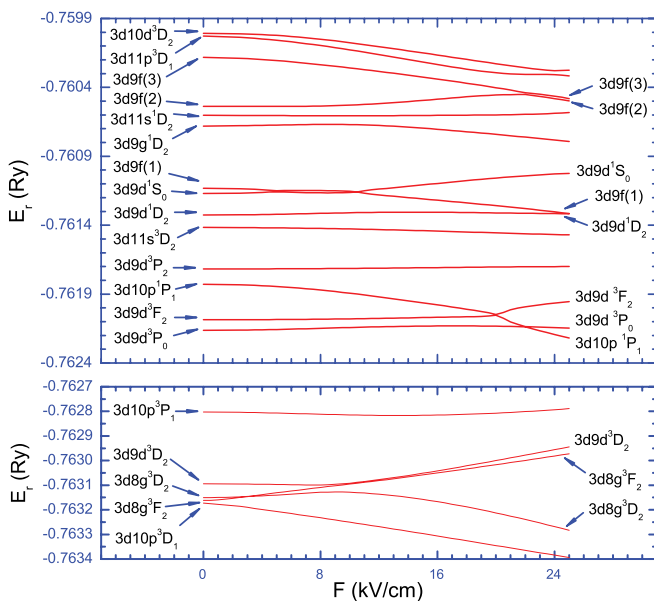 -0.7599
3d10d³D₂
3d11p³D₁
-0.7604
3d9f(3)
3d9f(3)
3d9f(2)
3d9f(2)
3d11s¹D₂
3d9g¹D₂
-0.7609
3d9f(1)
3d9d¹S₀
3d9d¹S₀
3d9f(1)
3d9d¹D₂
-0.7614
3d9d¹D₂
3d11s³D₂
3d9d³P₂
3d10p¹P₁
-0.7619
3d9d ³F₂
3d9d³F₂
3d9d ³P₀
3d9d³P₀
3d10p ¹P₁
-0.7624
Eᵣ (Ry)
-0.7627
3d10p³P₁
-0.7628
-0.7629
3d9d³D₂
3d9d³D₂
-0.7630
3d8g³D₂
3d8g³F₂
-0.7631
3d8g³F₂
-0.7632
3d8g³D₂
3d10p³D₁
-0.7633
-0.7634
Eᵣ (Ry)
0
8
16
24
F (kV/cm)